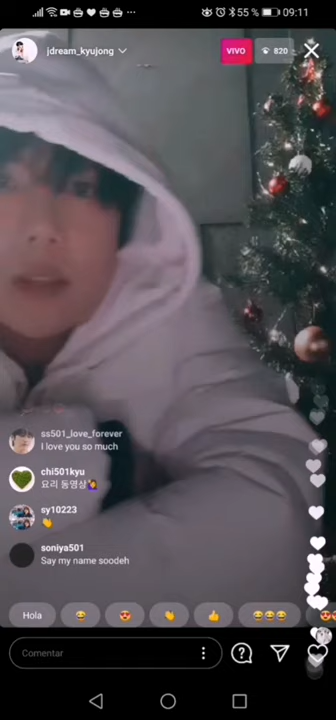 55 %
09:11
jdream_kyujong
VIVO
820
ss501_love_forever
I love you so much
chi501kyu
요리 동영상🤷‍♀️
sy10223
👏
soniya501
Say my name soodeh
Hola
😂
😍
👏
👍
😂😂😂
Comentar